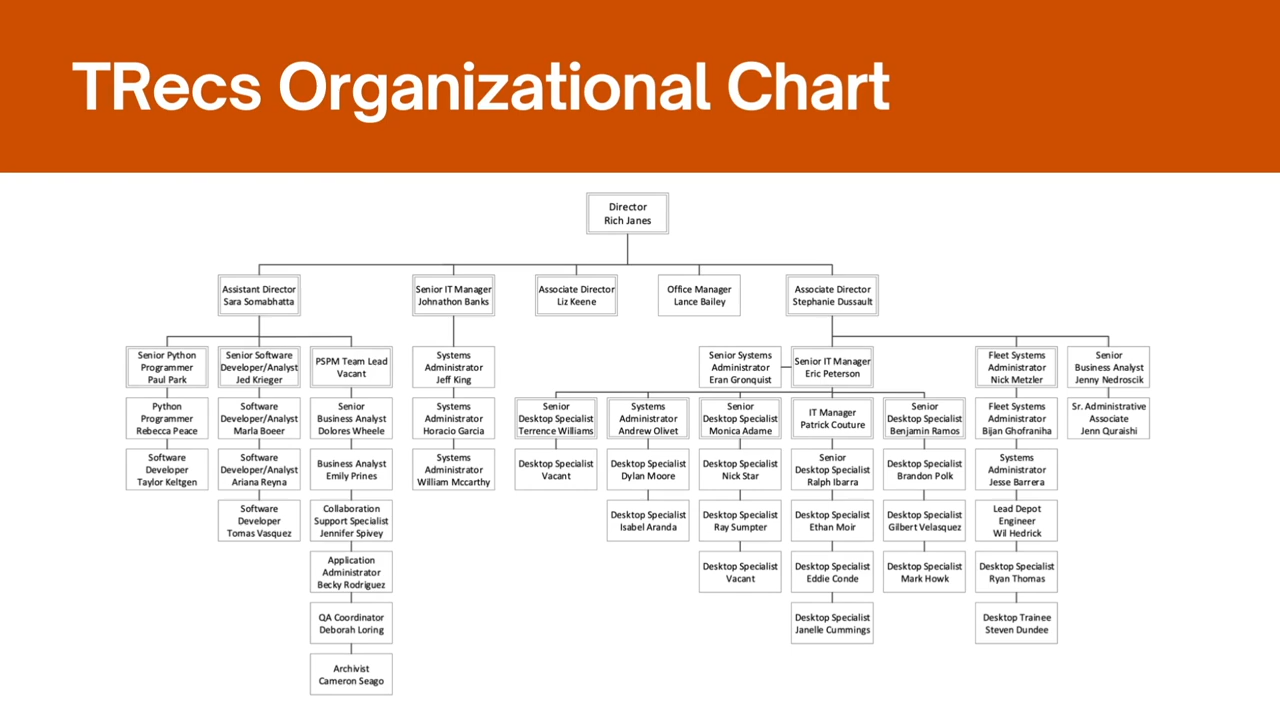 TRecs Organizational Chart
Director
Rich Janes
Assistant Director
Sara Somabhatta
Senior IT Manager
Johnathon Banks
Associate Director
Liz Keene
Office Manager
Lance Bailey
Associate Director
Stephanie Dussault
Senior Python
Programmer
Paul Park
Senior Software
Developer/Analyst
Jed Krieger
PSPM Team Lead
Vacant
Systems
Administrator
Jeff King
Senior Systems
Administrator
Eran Gronquist
Senior IT Manager
Eric Peterson
Fleet Systems
Administrator
Nick Metzler
Senior
Business Analyst
Jenny Nedroscik
Python
Programmer
Rebecca Peace
Software
Developer/Analyst
Marla Boeer
Senior
Business Analyst
Dolores Wheele
Systems
Administrator
Horacio Garcia
Senior
Desktop Specialist
Terrence Williams
Systems
Administrator
Andrew Olivet
Senior
Desktop Specialist
Monica Adame
IT Manager
Patrick Couture
Senior
Desktop Specialist
Benjamin Ramos
Fleet Systems
Administrator
Bijan Ghofraniha
Sr. Administrative
Associate
Jenn Quraishi
Software
Developer
Taylor Keltgen
Software
Developer/Analyst
Ariana Reyna
Business Analyst
Emily Prines
Systems
Administrator
William Mccarthy
Desktop Specialist
Vacant
Desktop Specialist
Dylan Moore
Desktop Specialist
Nick Star
Senior
Desktop Specialist
Ralph Ibarra
Desktop Specialist
Brandon Polk
Systems
Administrator
Jesse Barrera
Software
Developer
Tomas Vasquez
Collaboration
Support Specialist
Jennifer Spivey
Desktop Specialist
Isabel Aranda
Desktop Specialist
Ray Sumpter
Desktop Specialist
Ethan Moir
Desktop Specialist
Gilbert Velasquez
Lead Depot
Engineer
Wil Hedrick
Application
Administrator
Becky Rodriguez
Desktop Specialist
Vacant
Desktop Specialist
Eddie Conde
Desktop Specialist
Mark Howk
Desktop Specialist
Ryan Thomas
QA Coordinator
Deborah Loring
Desktop Specialist
Janelle Cummings
Desktop Trainee
Steven Dundee
Archivist
Cameron Seago